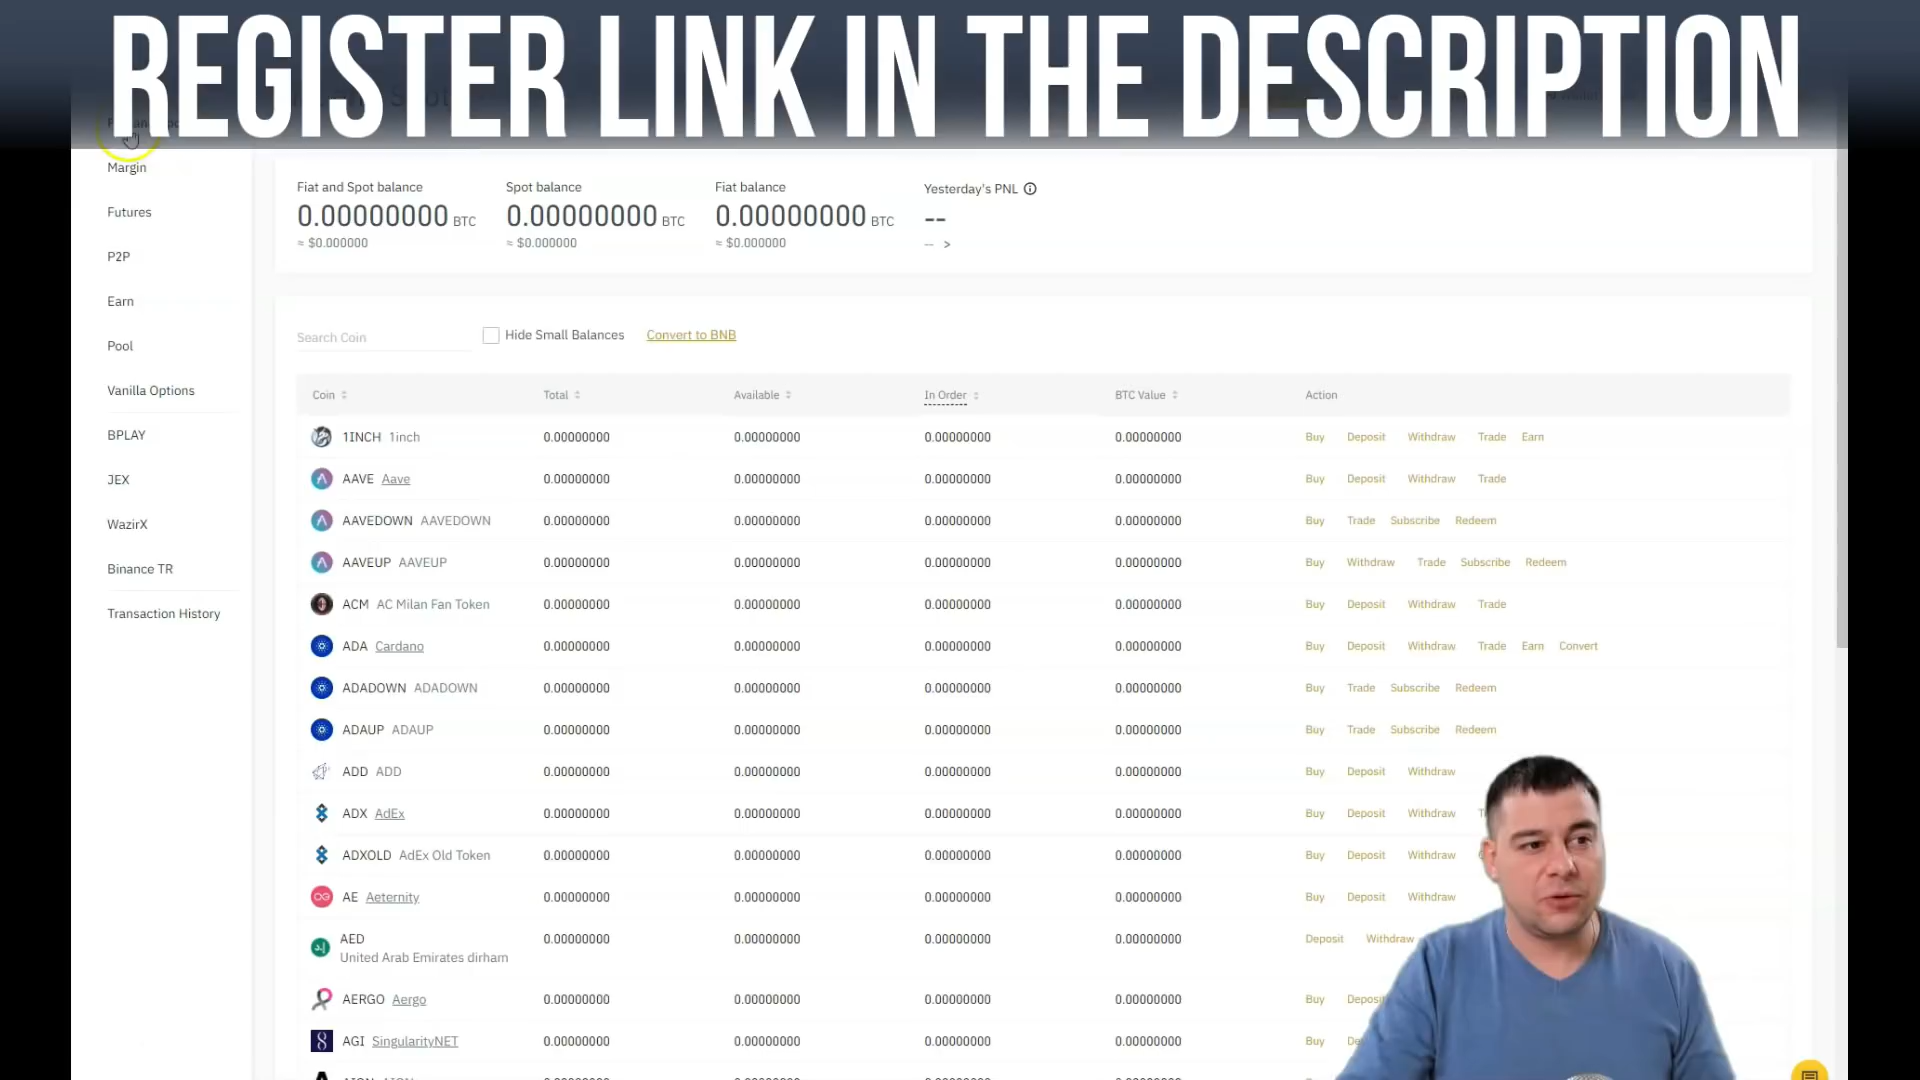 REGISTER LINK IN THE DESCRIPTION
Margin
Futures
P2P
Earn
Pool
Vanilla Options
BPLAY
JEX
WazirX
Binance TR
Transaction History
Fiat and Spot balance Spot balance Fiat balance Yesterday's PNL
0.00000000 BTC 0.00000000 BTC 0.00000000 BTC --
≈ $0.000000 ≈ $0.000000 ≈ $0.000000 -- >
Search Coin Hide Small Balances Convert to BNB
Coin Total Available In Order BTC Value Action
1INCH 1inch 0.00000000 0.00000000 0.00000000 0.00000000 Buy Deposit Withdraw Trade Earn
AAVE Aave 0.00000000 0.00000000 0.00000000 0.00000000 Buy Deposit Withdraw Trade
AAVEDOWN AAVEDOWN 0.00000000 0.00000000 0.00000000 0.00000000 Buy Trade Subscribe Redeem
AAVEUP AAVEUP 0.00000000 0.00000000 0.00000000 0.00000000 Buy Withdraw Trade Subscribe Redeem
ACM AC Milan Fan Token 0.00000000 0.00000000 0.00000000 0.00000000 Buy Deposit Withdraw Trade
ADA Cardano 0.00000000 0.00000000 0.00000000 0.00000000 Buy Deposit Withdraw Trade Earn Convert
ADADOWN ADADOWN 0.00000000 0.00000000 0.00000000 0.00000000 Buy Trade Subscribe Redeem
ADAUP ADAUP 0.00000000 0.00000000 0.00000000 0.00000000 Buy Trade Subscribe Redeem
ADD ADD 0.00000000 0.00000000 0.00000000 0.00000000 Buy Deposit Withdraw
ADX AdEx 0.00000000 0.00000000 0.00000000 0.00000000 Buy Deposit Withdraw
ADXOLD AdEx Old Token 0.00000000 0.00000000 0.00000000 0.00000000 Buy Deposit Withdraw
AE Aeternity 0.00000000 0.00000000 0.00000000 0.00000000 Buy Deposit Withdraw
AED 0.00000000 0.00000000 0.00000000 0.00000000 Deposit Withdraw
United Arab Emirates dirham
AERGO Aergo 0.00000000 0.00000000 0.00000000 0.00000000 Buy Deposit
AGI SingularityNET 0.00000000 0.00000000 0.00000000 0.00000000 Buy De